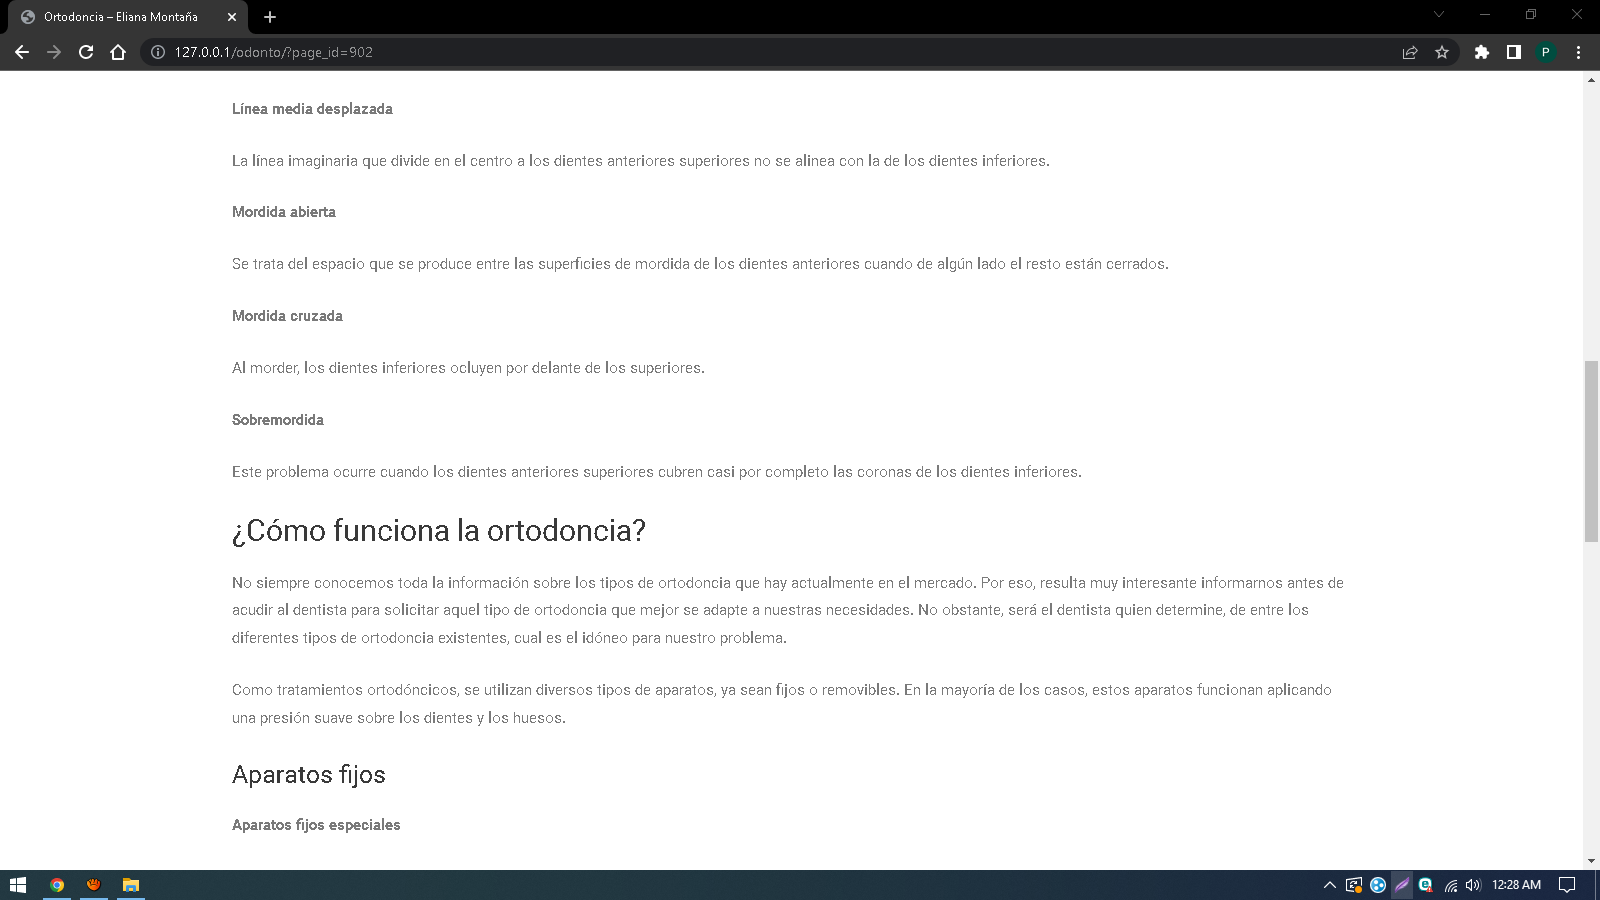 Ortodoncia – Eliana Montaña
127.0.0.1/odonto/?page_id=902
P
Línea media desplazada
La línea imaginaria que divide en el centro a los dientes anteriores superiores no se alinea con la de los dientes inferiores.
Mordida abierta
Se trata del espacio que se produce entre las superficies de mordida de los dientes anteriores cuando de algún lado el resto están cerrados.
Mordida cruzada
Al morder, los dientes inferiores ocluyen por delante de los superiores.
Sobremordida
Este problema ocurre cuando los dientes anteriores superiores cubren casi por completo las coronas de los dientes inferiores.
¿Cómo funciona la ortodoncia?
No siempre conocemos toda la información sobre los tipos de ortodoncia que hay actualmente en el mercado. Por eso, resulta muy interesante informarnos antes de
acudir al dentista para solicitar aquel tipo de ortodoncia que mejor se adapte a nuestras necesidades. No obstante, será el dentista quien determine, de entre los
diferentes tipos de ortodoncia existentes, cual es el idóneo para nuestro problema.
Como tratamientos ortodóncicos, se utilizan diversos tipos de aparatos, ya sean fijos o removibles. En la mayoría de los casos, estos aparatos funcionan aplicando
una presión suave sobre los dientes y los huesos.
Aparatos fijos
Aparatos fijos especiales
12:28 AM